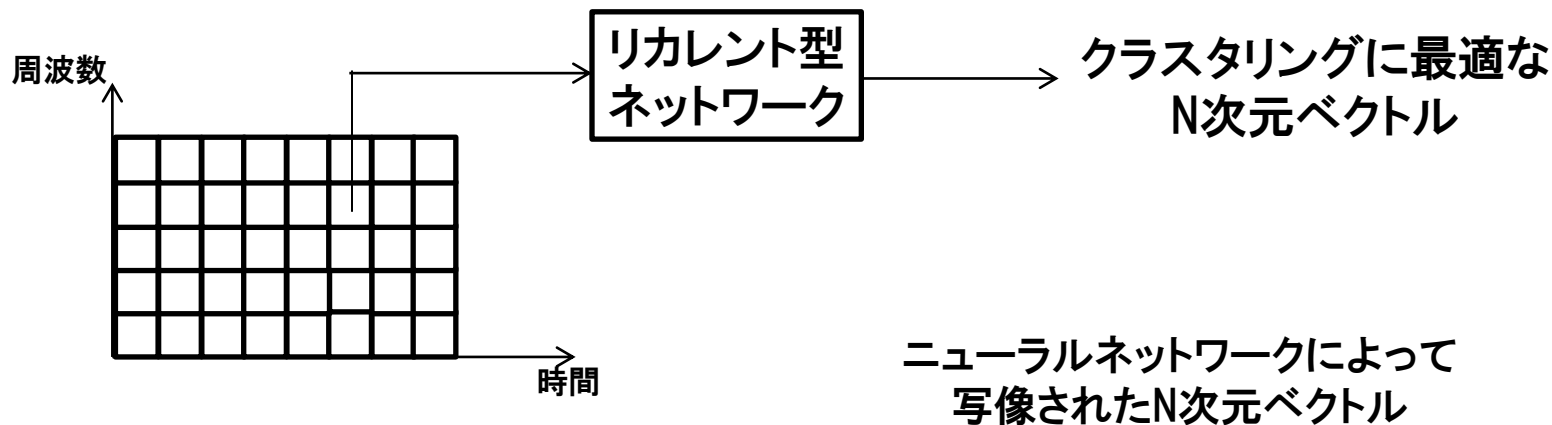 リカレント型
ネットワーク
クラスタリングに最適な
N次元ベクトル
周波数
時間
ニューラルネットワークによって
写像されたN次元ベクトル